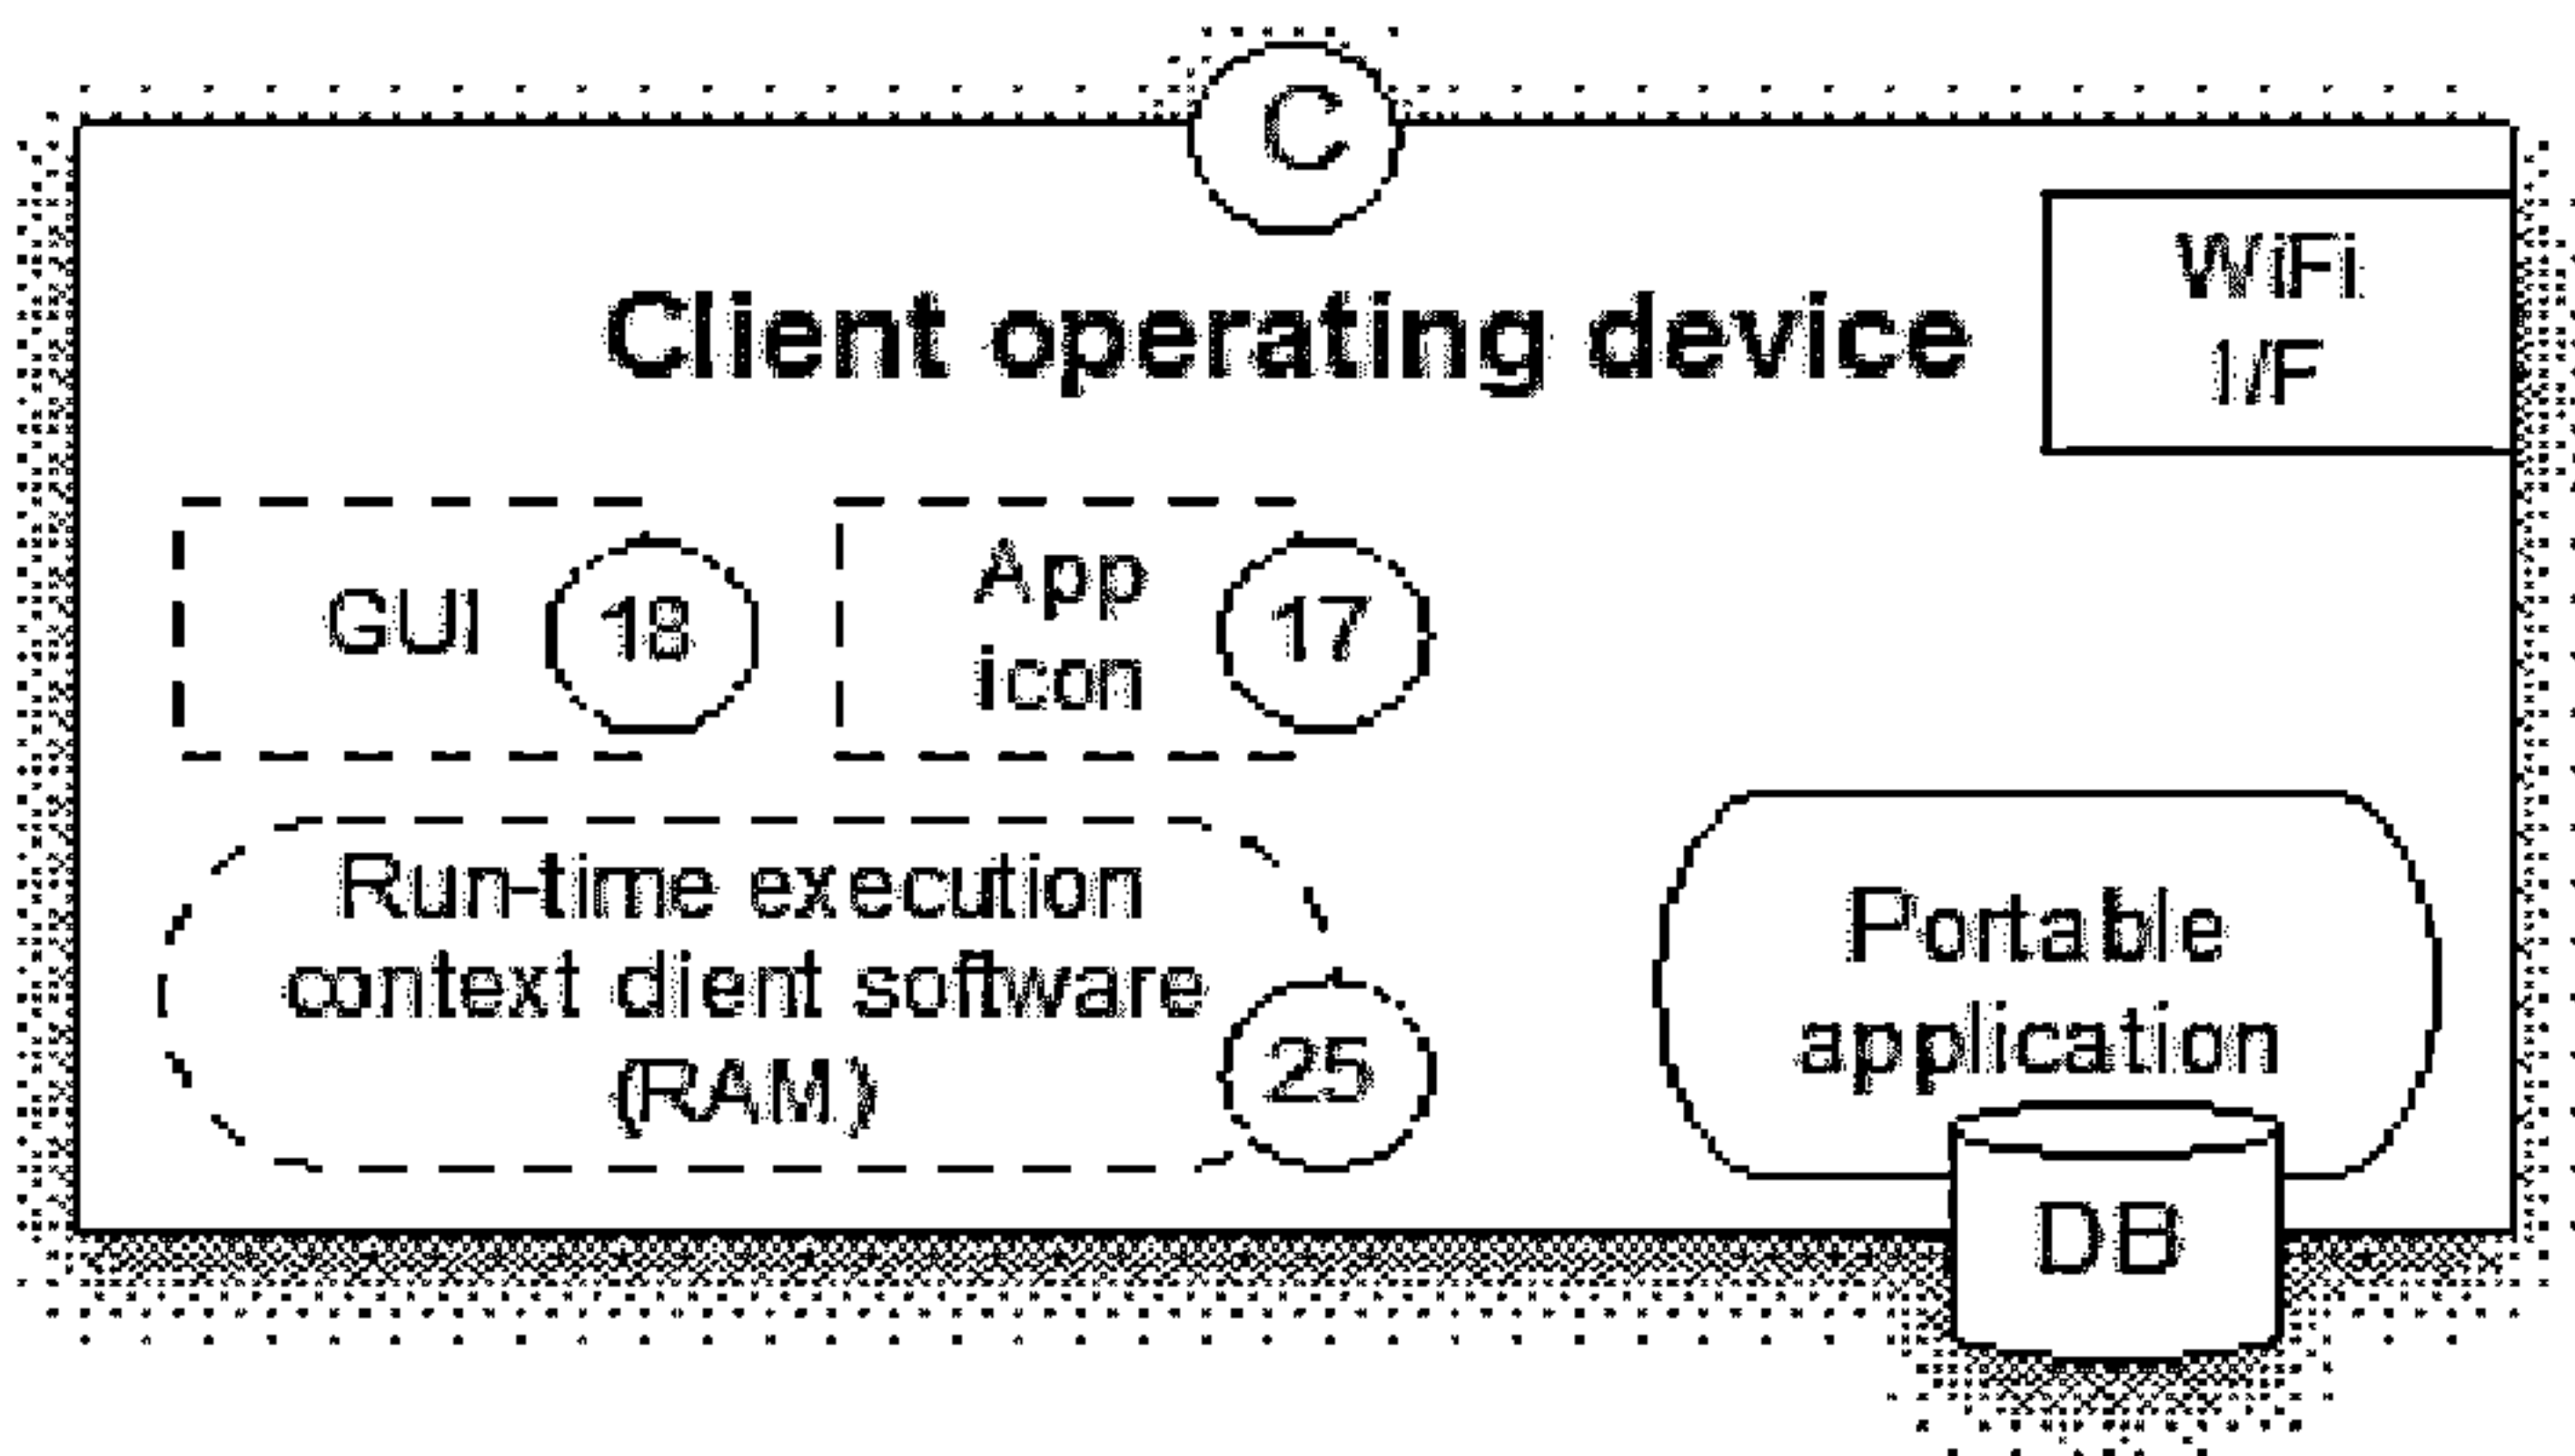 C
Client operating device
WiFi
I/F
GUI
18
App
icon
17
Run-time execution
context client software
(RAM)
25
Portable
application
DB